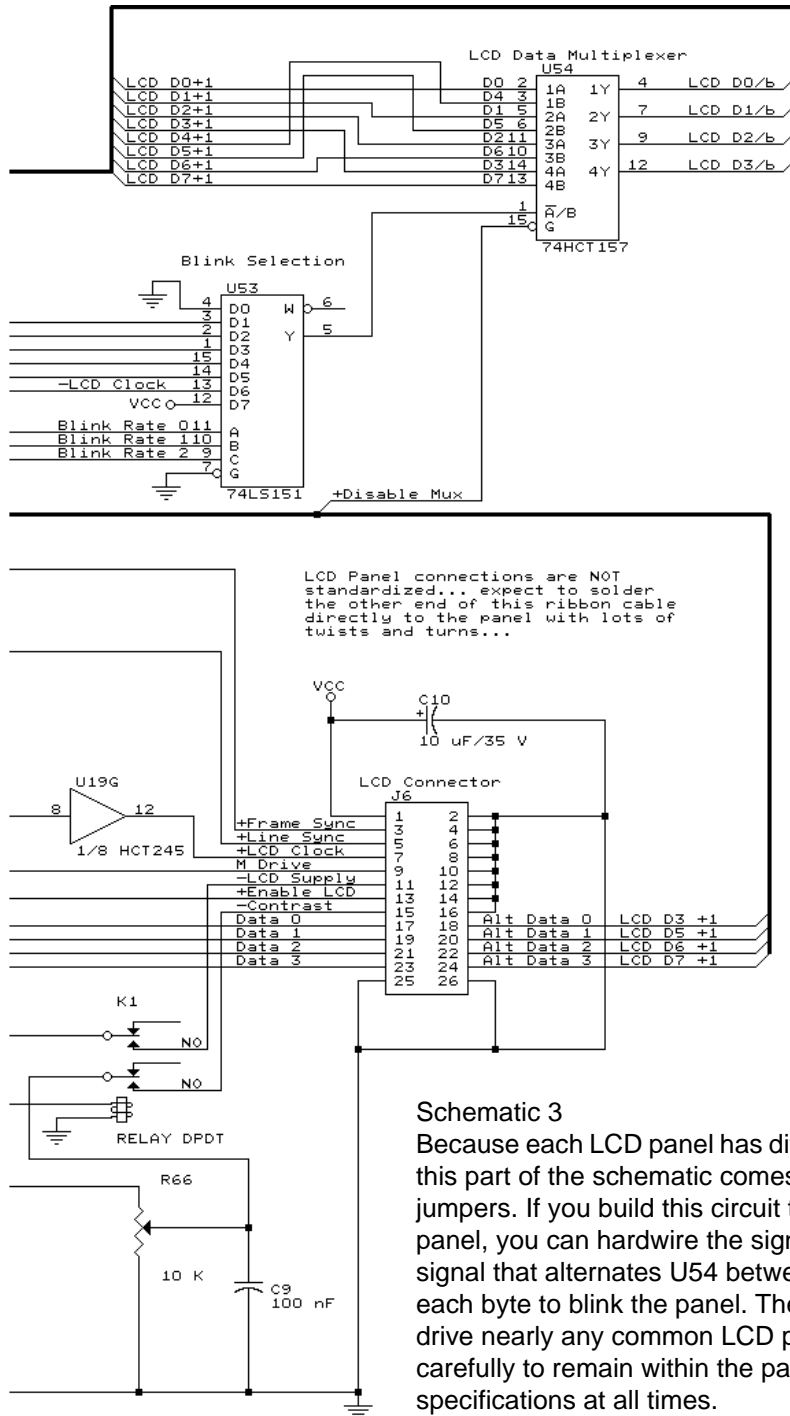 LCD Data Multiplexer
U54
LCD D0+1
LCD D1+1
LCD D2+1
LCD D3+1
LCD D4+1
LCD D5+1
LCD D6+1
LCD D7+1
D0 2 1A 1Y 4 LCD D0/b
D4 3 1B
D1 5 2A 2Y 7 LCD D1/b
D5 6 2B
D2 11 3A 3Y 9 LCD D2/b
D6 10 3B
D3 14 4A 4Y 12 LCD D3/b
D7 13 4B
1 A/B
15 G
74HCT157
Blink Selection
U53
4 D0 W 6
3 D1
2 D2 Y 5
1 D3
15 D4
14 D5
-LCD Clock 13 D6
VCC 12 D7
Blink Rate 0 11 A
Blink Rate 1 10 B
Blink Rate 2 9 C
7 G
74LS151
+Disable Mux
LCD Panel connections are NOT
standardized... expect to solder
the other end of this ribbon cable
directly to the panel with lots of
twists and turns...
VCC
C10
+
10 uF/35 V
U19G
8 12
1/8 HCT245
LCD Connector
J6
1 2
+Frame Sync 3 4
+Line Sync 5 6
+LCD Clock 7 8
M Drive 9 10
-LCD Supply 11 12
+Enable LCD 13 14
-Contrast 15 16
Data 0 17 18 Alt Data 0 LCD D3 +1
Data 1 19 20 Alt Data 1 LCD D5 +1
Data 2 21 22 Alt Data 2 LCD D6 +1
Data 3 23 24 Alt Data 3 LCD D7 +1
25 26
K1
NO
NO
RELAY DPDT
R66
10 K
C9
100 nF
Schematic 3
Because each LCD panel has
this part of the schematic comes
jumpers. If you build this circuit
panel, you can hardwire the
signal that alternates U54
each byte to blink the panel.
drive nearly any common LCD
carefully to remain within the
specifications at all times.